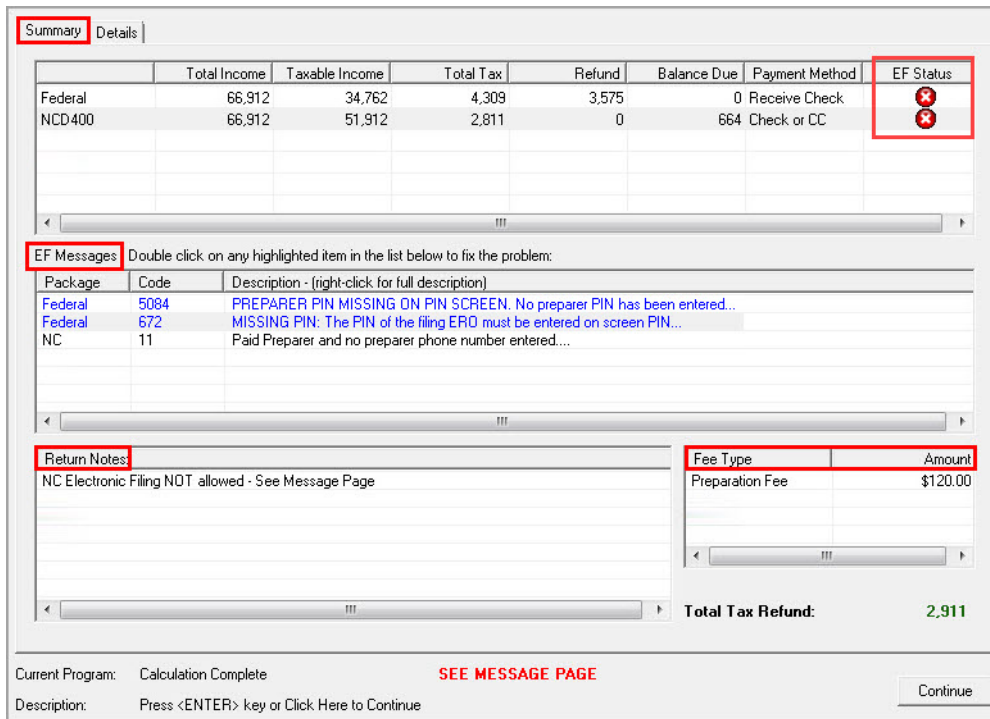 Summary Details
Total Income Taxable Income Total Tax Refund Balance Due Payment Method EF Status
Federal 66,912 34,762 4,309 3,575 0 Receive Check
NCD400 66,912 51,912 2,811 0 664 Check or CC
EF Messages Double click on any highlighted item in the list below to fix the problem:
Package Code Description - (right-click for full description)
Federal 5084 PREPARER PIN MISSING ON PIN SCREEN. No preparer PIN has been entered...
Federal 672 MISSING PIN: The PIN of the filing ERO must be entered on screen PIN...
NC 11 Paid Preparer and no preparer phone number entered....
Return Notes:
NC Electronic Filing NOT allowed - See Message Page
Fee Type Amount
Preparation Fee $120.00
Total Tax Refund: 2,911
Current Program: Calculation Complete SEE MESSAGE PAGE
Description: Press <ENTER> key or Click Here to Continue
Continue